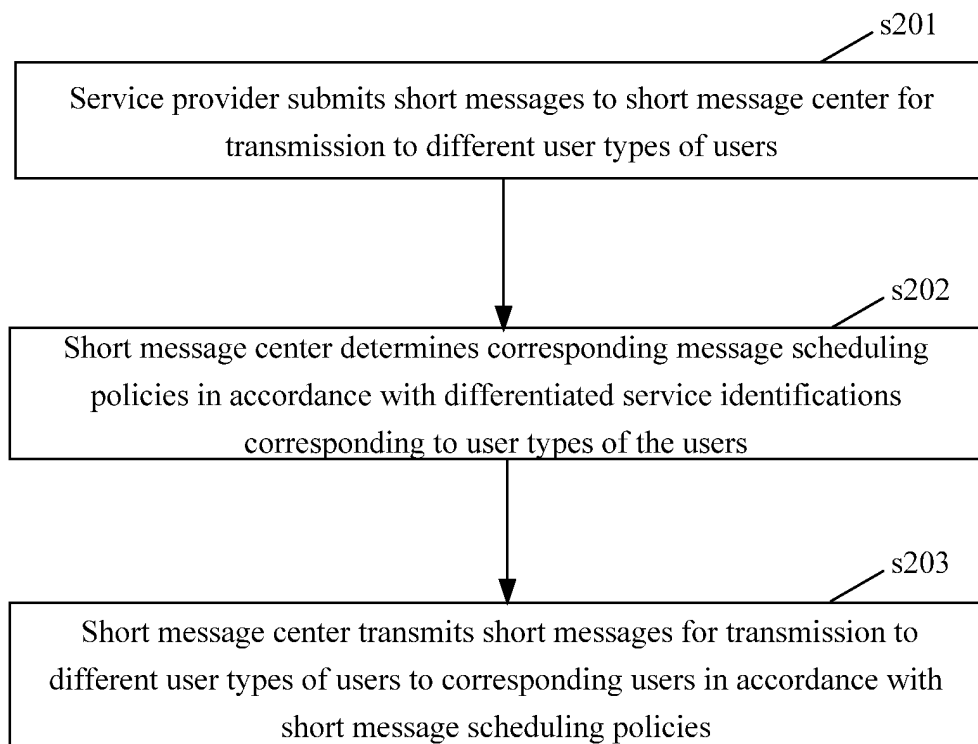 s201
Service provider submits short messages to short message center for
transmission to different user types of users
s202
Short message center determines corresponding message scheduling
policies in accordance with differentiated service identifications
corresponding to user types of the users
s203
Short message center transmits short messages for transmission to
different user types of users to corresponding users in accordance with
short message scheduling policies